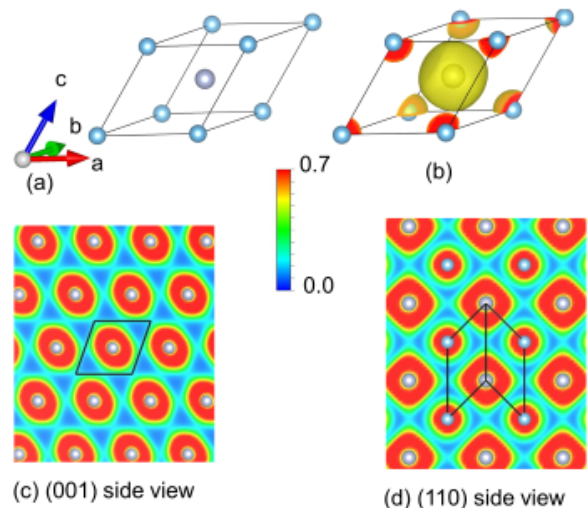 c
b
a
(a)
(b)
0.7
0.0
(c) (001) side view
(d) (110) side view